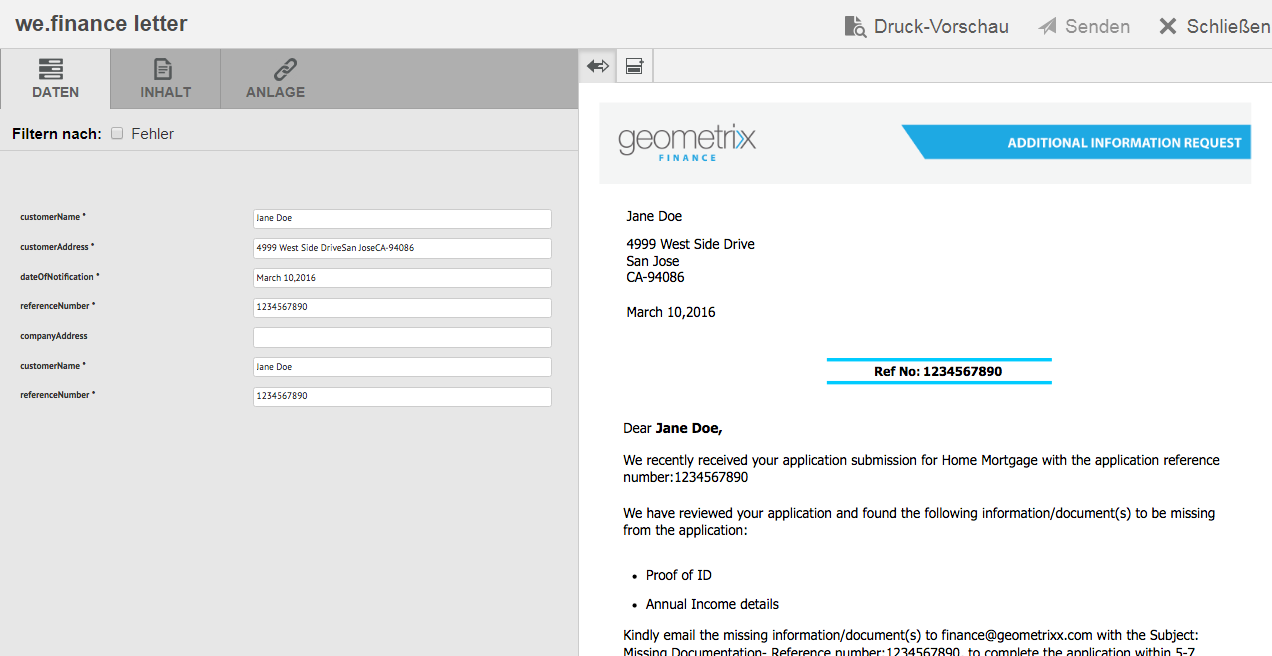 we.finance letter
Druck-Vorschau
Senden
Schließen
DATEN
INHALT
ANLAGE
Filtern nach:
Fehler
customerName *
Jane Doe
customerAddress *
4999 West Side DriveSan JoseCA-94086
dateOfNotification *
March 10,2016
referenceNumber *
1234567890
companyAddress
customerName *
Jane Doe
referenceNumber *
1234567890
geometrixx
FINANCE
ADDITIONAL INFORMATION REQUEST
Jane Doe
4999 West Side Drive
San Jose
CA-94086
March 10,2016
Ref No: 1234567890
Dear Jane Doe,
We recently received your application submission for Home Mortgage with the application reference
number:1234567890
We have reviewed your application and found the following information/document(s) to be missing
from the application:
• Proof of ID
• Annual Income details
Kindly email the missing information/document(s) to finance@geometrixx.com with the Subject:
Missing Documentation- Reference number:1234567890, to complete the application within 5-7